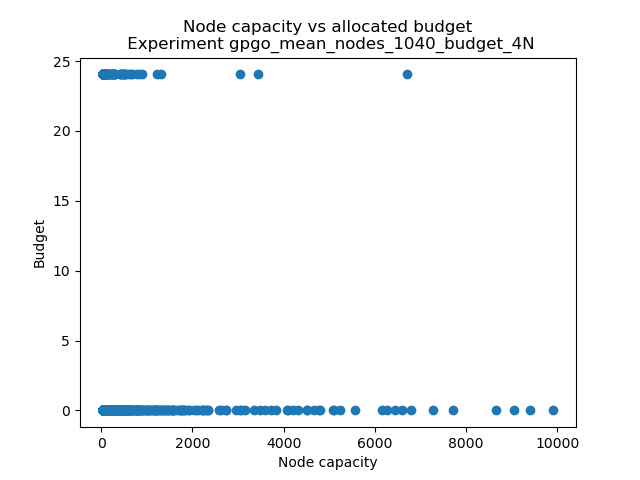 Node capacity vs allocated budget
Experiment gpgo_mean_nodes_1040_budget_4N
25
20
15
10
5
0
Budget
0 2000 4000 6000 8000 10000
Node capacity